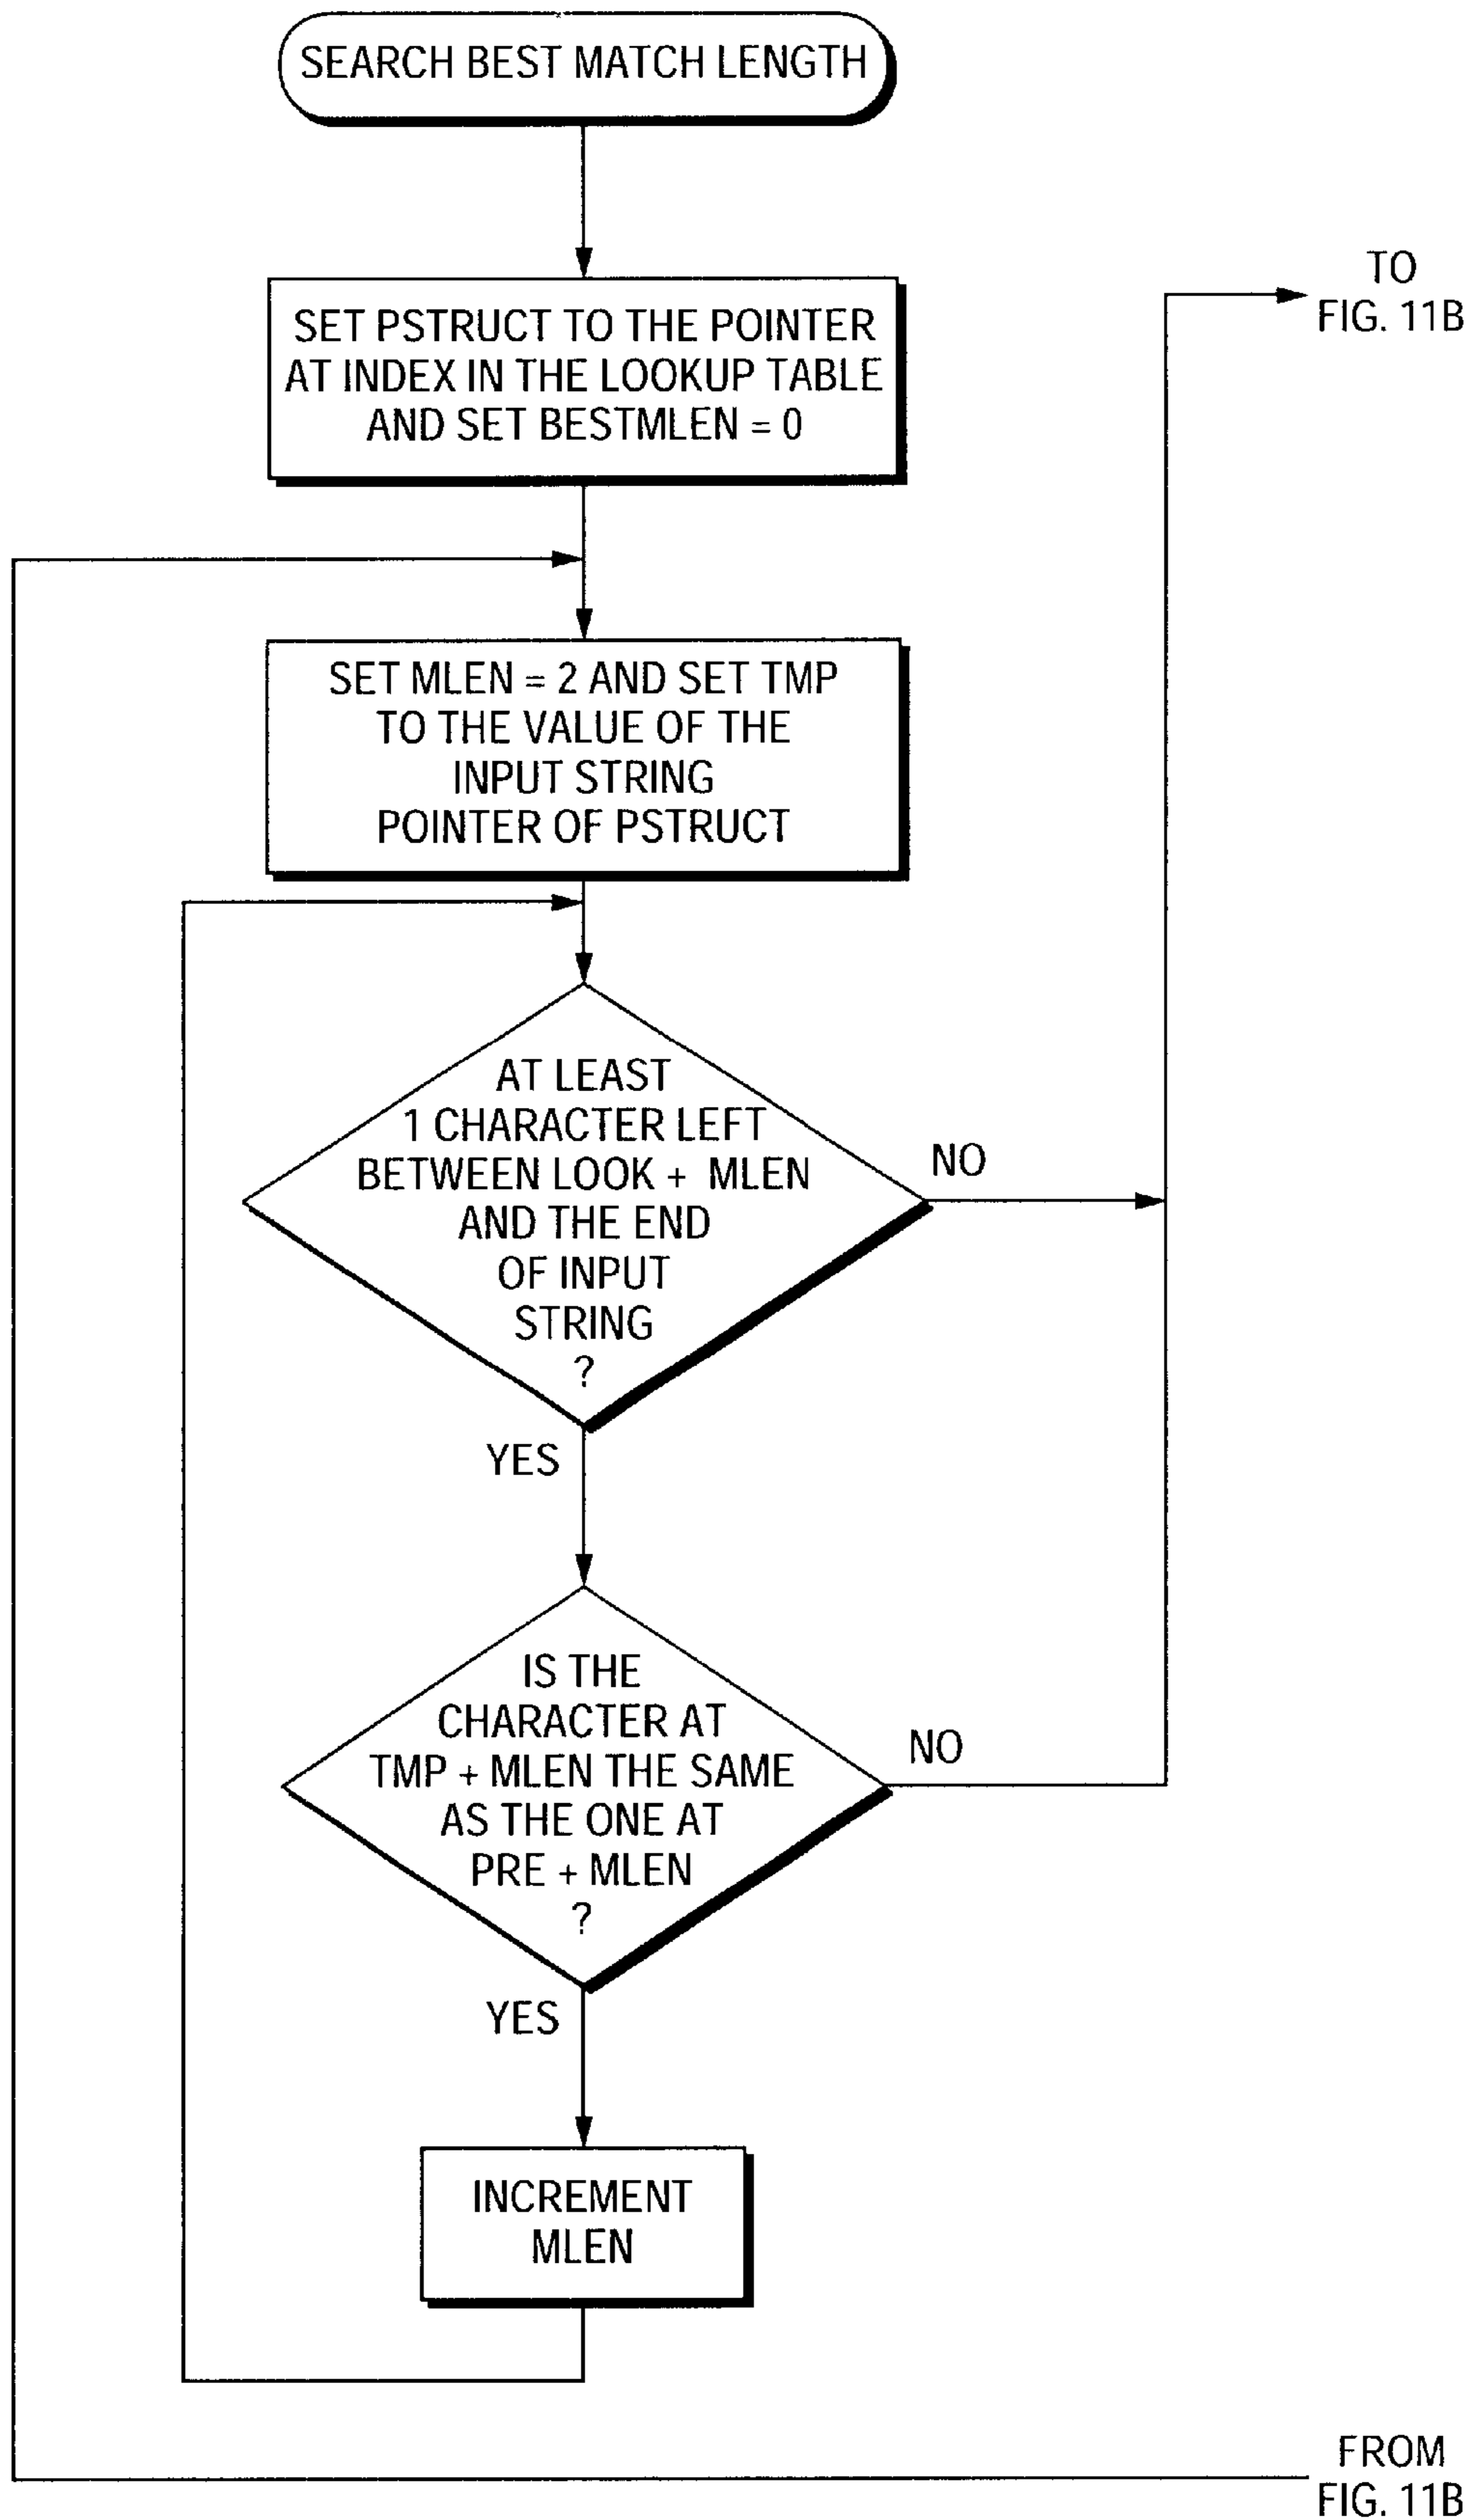 SEARCH BEST MATCH LENGTH
TO
FIG. 11B
SET PSTRUCT TO THE POINTER
AT INDEX IN THE LOOKUP TABLE
AND SET BESTMLEN = 0
SET MLEN = 2 AND SET TMP
TO THE VALUE OF THE
INPUT STRING
POINTER OF PSTRUCT
AT LEAST
1 CHARACTER LEFT
BETWEEN LOOK + MLEN
AND THE END
OF INPUT
STRING
?
NO
YES
IS THE
CHARACTER AT
TMP + MLEN THE SAME
AS THE ONE AT
PRE + MLEN
?
NO
YES
INCREMENT
MLEN
FROM
FIG. 11B